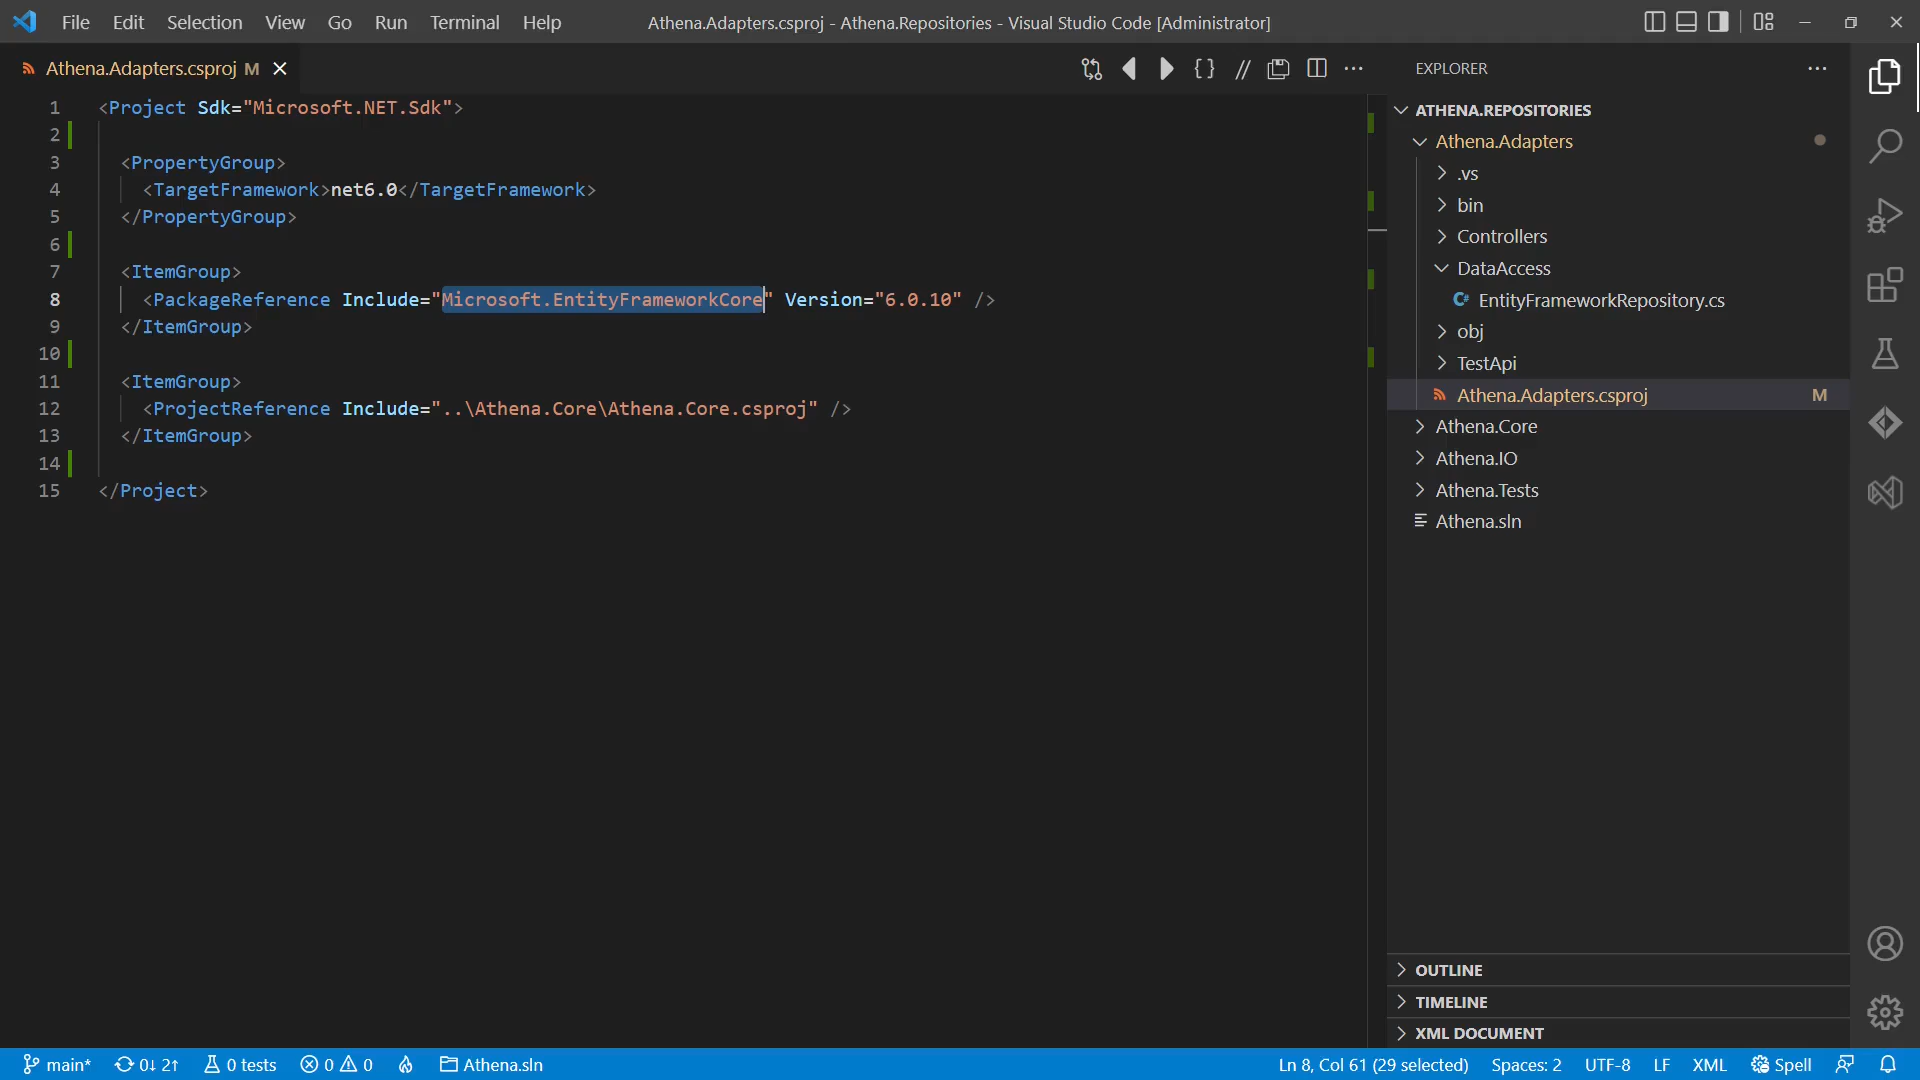 File Edit Selection View Go Run Terminal Help
Athena.Adapters.csproj - Athena.Repositories - Visual Studio Code [Administrator]
Athena.Adapters.csproj M
EXPLORER
1 <Project Sdk="Microsoft.NET.Sdk">
2
3 <PropertyGroup>
4 <TargetFramework>net6.0</TargetFramework>
5 </PropertyGroup>
6
7 <ItemGroup>
8 <PackageReference Include="Microsoft.EntityFrameworkCore" Version="6.0.10" />
9 </ItemGroup>
10
11 <ItemGroup>
12 <ProjectReference Include="..\Athena.Core\Athena.Core.csproj" />
13 </ItemGroup>
14
15 </Project>
ATHENA.REPOSITORIES
Athena.Adapters
.vs
bin
Controllers
DataAccess
C# EntityFrameworkRepository.cs
obj
TestApi
Athena.Adapters.csproj M
Athena.Core
Athena.IO
Athena.Tests
Athena.sln
OUTLINE
TIMELINE
XML DOCUMENT
main* 0↓ 2↑ 0 tests 0 0 Athena.sln Ln 8, Col 61 (29 selected) Spaces: 2 UTF-8 LF XML Spell